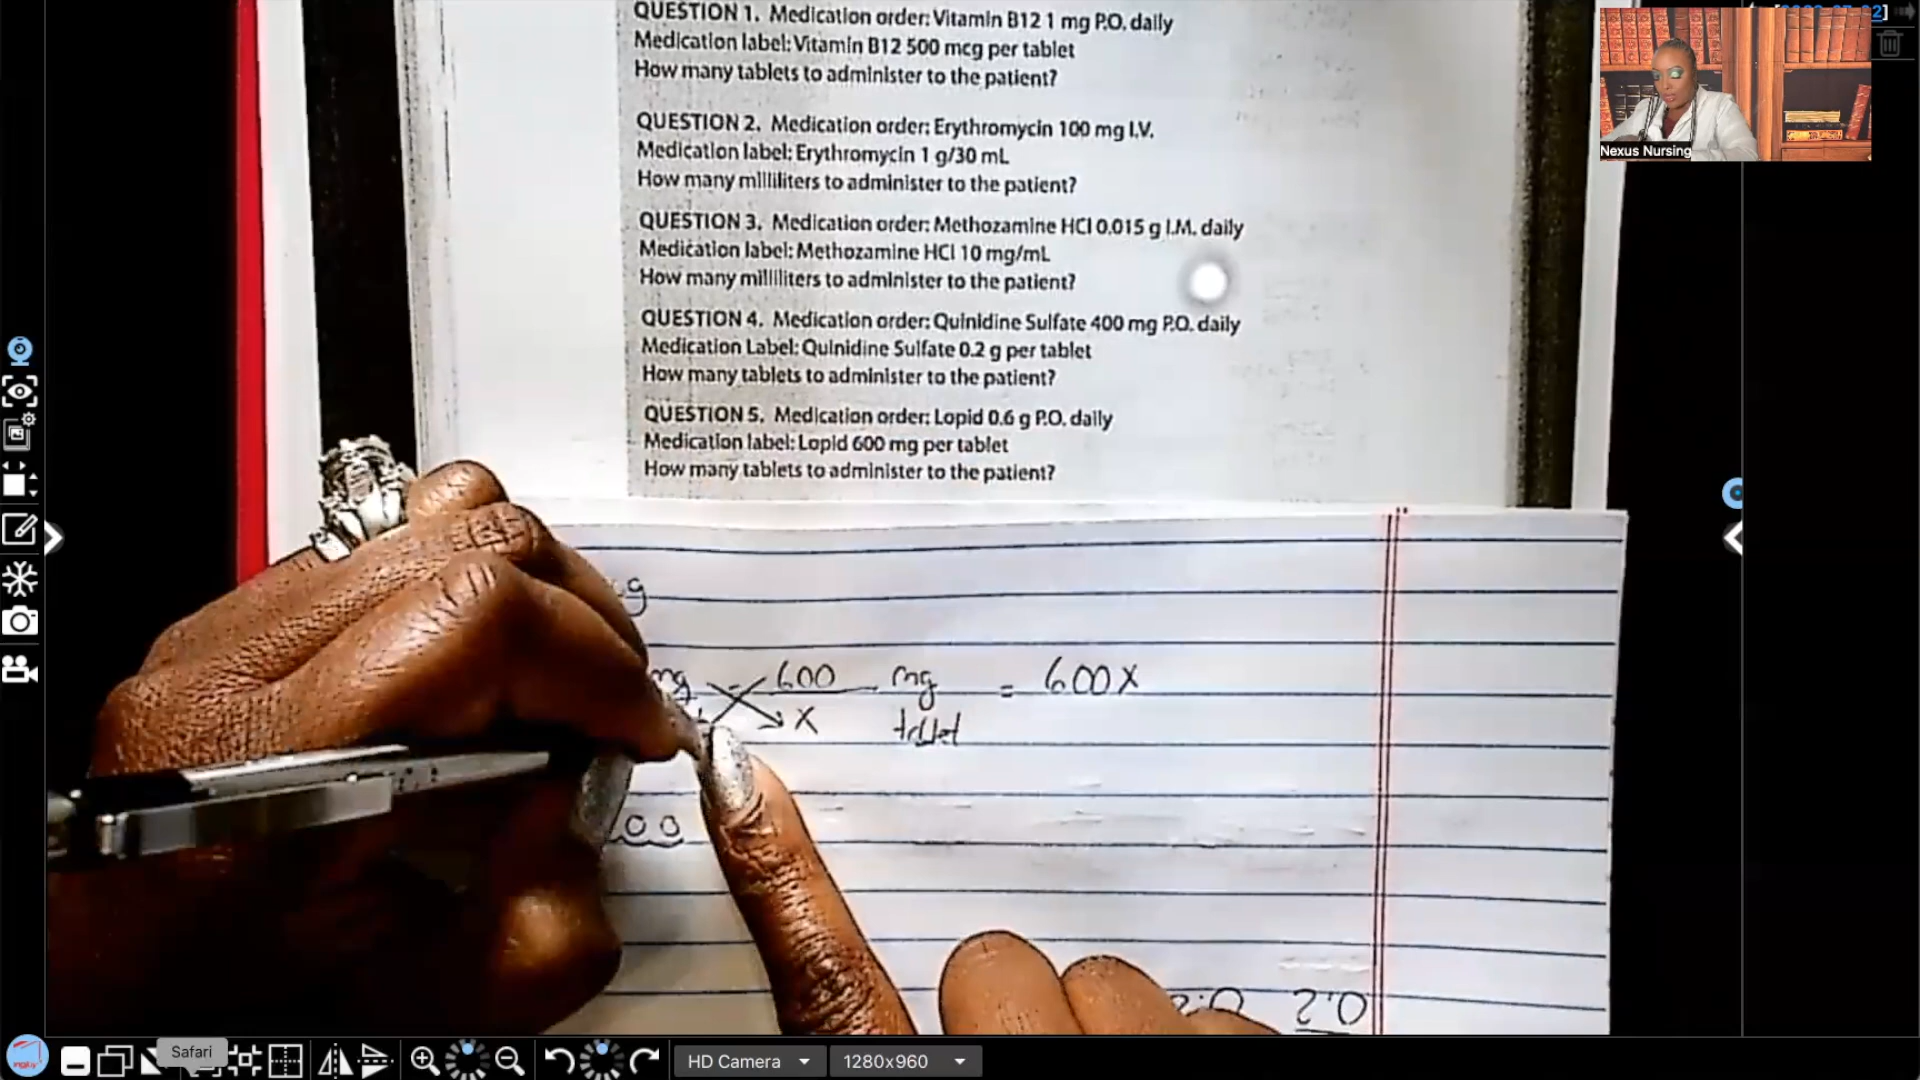 QUESTION 1. Medication order: Vitamin B12 1 mg P.O. daily
Medication label: Vitamin B12 500 mcg per tablet
How many tablets to administer to the patient?
QUESTION 2. Medication order: Erythromycin 100 mg I.V.
Medication label: Erythromycin 1 g/30 mL
How many milliliters to administer to the patient?
QUESTION 3. Medication order: Methozamine HCl 0.015 g I.M. daily
Medication label: Methozamine HCl 10 mg/mL
How many milliliters to administer to the patient?
QUESTION 4. Medication order: Quinidine Sulfate 400 mg P.O. daily
Medication Label: Quinidine Sulfate 0.2 g per tablet
How many tablets to administer to the patient?
QUESTION 5. Medication order: Lopid 0.6 g P.O. daily
Medication label: Lopid 600 mg per tablet
How many tablets to administer to the patient?
Nexus Nursing
mg 600 mg = 600X
X tablet
2.0
Safari
HD Camera 1280x960